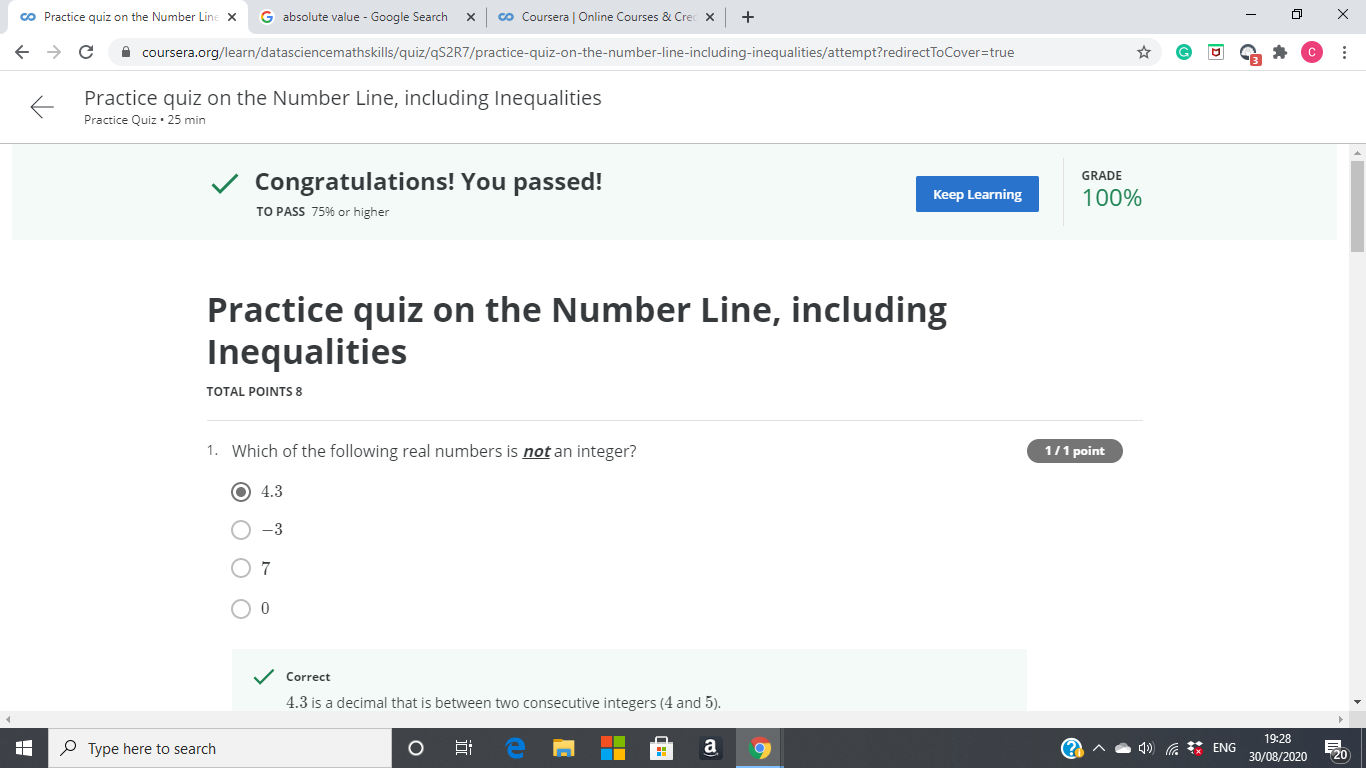 Practice quiz on the Number Line
absolute value - Google Search
Coursera | Online Courses & Cred
coursera.org/learn/datasciencemathskills/quiz/qS2R7/practice-quiz-on-the-number-line-including-inequalities/attempt?redirectToCover=true
3
C
Practice quiz on the Number Line, including Inequalities
Practice Quiz • 25 min
Congratulations! You passed!
TO PASS 75% or higher
Keep Learning
GRADE
100%
Practice quiz on the Number Line, including
Inequalities
TOTAL POINTS 8
1. Which of the following real numbers is not an integer?
1 / 1 point
4.3
−3
7
0
Correct
4.3 is a decimal that is between two consecutive integers (4 and 5).
Type here to search
ENG
19:28
30/08/2020
20